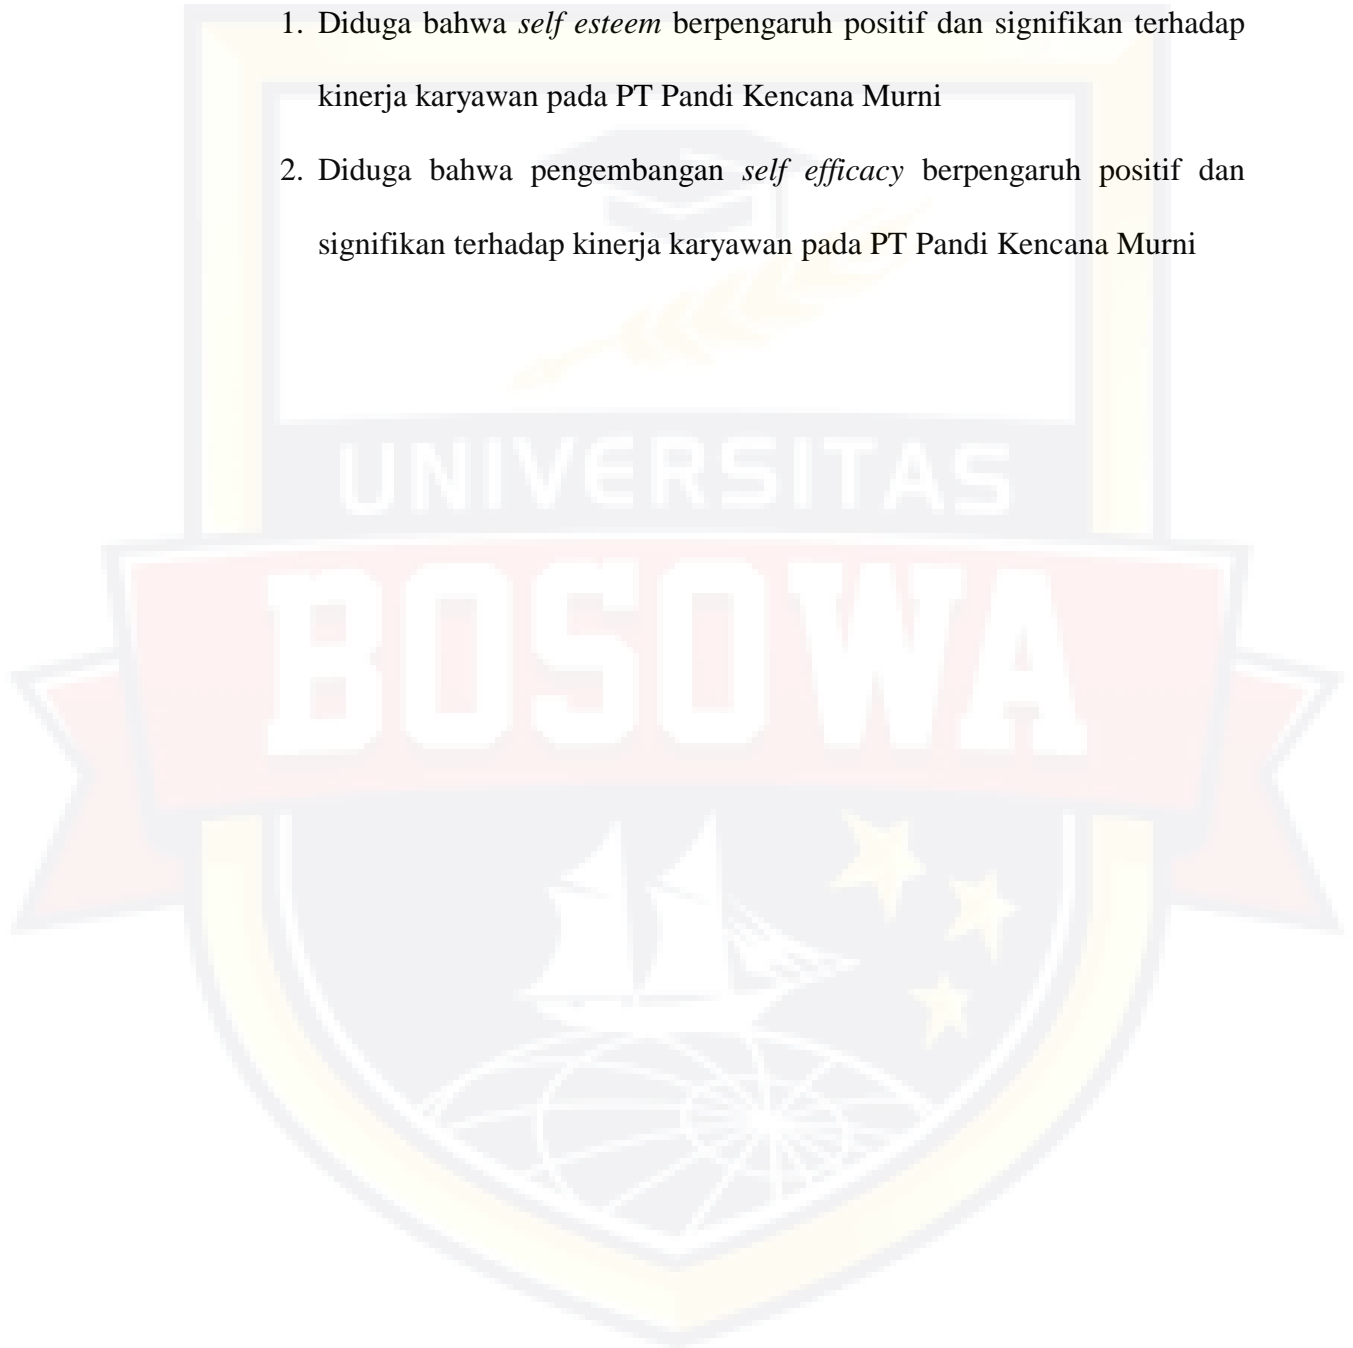 1. Diduga bahwa self esteem berpengaruh positif dan signifikan terhadap
kinerja karyawan pada PT Pandi Kencana Murni
2. Diduga bahwa pengembangan self efficacy berpengaruh positif dan
signifikan terhadap kinerja karyawan pada PT Pandi Kencana Murni
UNIVERSITAS
BOSOWA